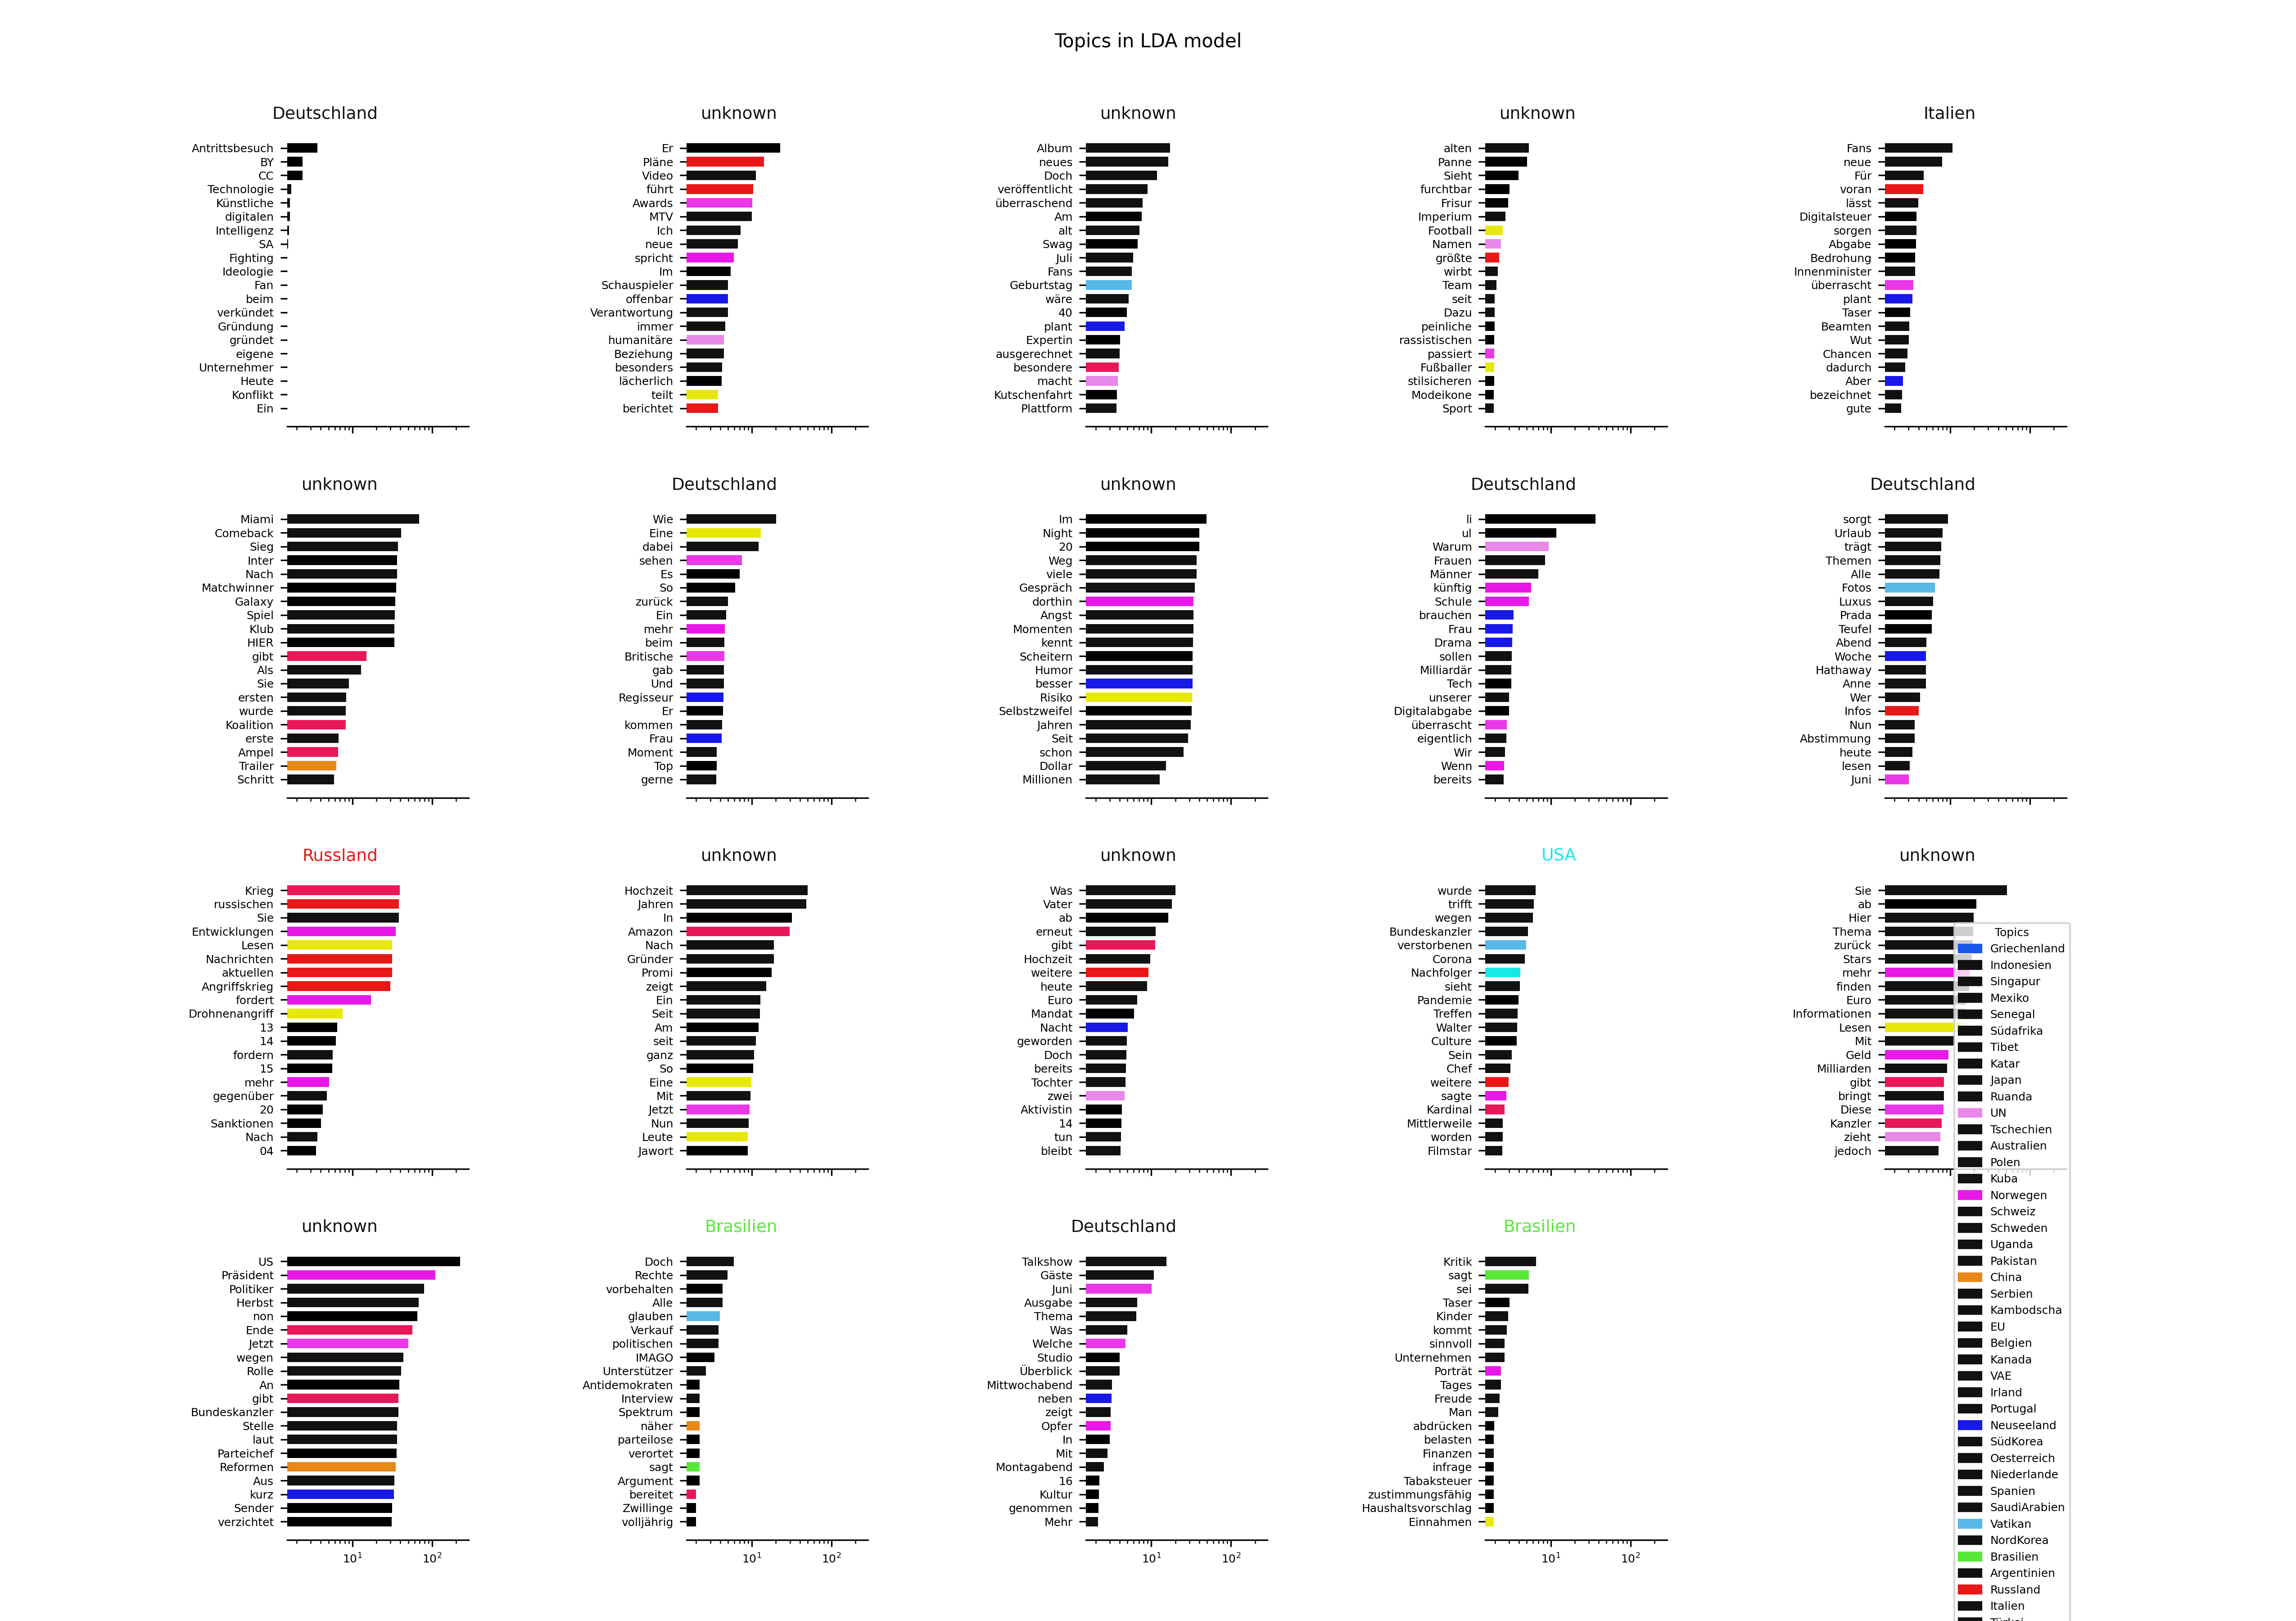 Topics in LDA model
Deutschland
Antrittsbesuch
BY
CC
Technologie
Künstliche
digitalen
Intelligenz
SA
Fighting
Ideologie
Fan
beim
verkündet
Gründung
gründet
eigene
Unternehmer
Heute
Konflikt
Ein
unknown
Er
Pläne
Video
führt
Awards
MTV
Ich
neue
spricht
Im
Schauspieler
offenbar
Verantwortung
immer
humanitäre
Beziehung
besonders
lächerlich
teilt
berichtet
unknown
Album
neues
Doch
veröffentlicht
überraschend
Am
alt
Swag
Juli
Fans
Geburtstag
wäre
40
plant
Expertin
ausgerechnet
besondere
macht
Kutschenfahrt
Plattform
unknown
alten
Panne
Sieht
furchtbar
Frisur
Imperium
Football
Namen
größte
wirbt
Team
seit
Dazu
peinliche
rassistischen
passiert
Fußballer
stilsicheren
Modeikone
Sport
Italien
Fans
neue
Für
voran
lässt
Digitalsteuer
sorgen
Abgabe
Bedrohung
Innenminister
überrascht
plant
Taser
Beamten
Wut
Chancen
dadurch
Aber
bezeichnet
gute
unknown
Miami
Comeback
Sieg
Inter
Nach
Matchwinner
Galaxy
Spiel
Klub
HIER
gibt
Als
Sie
ersten
wurde
Koalition
erste
Ampel
Trailer
Schritt
Deutschland
Wie
Eine
dabei
sehen
Es
So
zurück
Ein
mehr
beim
Britische
gab
Und
Regisseur
Er
kommen
Frau
Moment
Top
gerne
unknown
Im
Night
20
Weg
viele
Gespräch
dorthin
Angst
Momenten
kennt
Scheitern
Humor
besser
Risiko
Selbstzweifel
Jahren
Seit
schon
Dollar
Millionen
Deutschland
li
ul
Warum
Frauen
Männer
künftig
Schule
brauchen
Frau
Drama
sollen
Milliardär
Tech
unserer
Digitalabgabe
überrascht
eigentlich
Wir
Wenn
bereits
Deutschland
sorgt
Urlaub
trägt
Themen
Alle
Fotos
Luxus
Prada
Teufel
Abend
Woche
Hathaway
Anne
Wer
Infos
Nun
Abstimmung
heute
lesen
Juni
Russland
Krieg
russischen
Sie
Entwicklungen
Lesen
Nachrichten
aktuellen
Angriffskrieg
fordert
Drohnenangriff
13
14
fordern
15
mehr
gegenüber
20
Sanktionen
Nach
04
unknown
Hochzeit
Jahren
In
Amazon
Nach
Gründer
Promi
zeigt
Ein
Seit
Am
seit
ganz
So
Eine
Mit
Jetzt
Nun
Leute
Jawort
unknown
Was
Vater
ab
erneut
gibt
Hochzeit
weitere
heute
Euro
Mandat
Nacht
geworden
Doch
bereits
Tochter
zwei
Aktivistin
14
tun
bleibt
USA
wurde
trifft
wegen
Bundeskanzler
verstorbenen
Corona
Nachfolger
sieht
Pandemie
Treffen
Walter
Culture
Sein
Chef
weitere
sagte
Kardinal
Mittlerweile
worden
Filmstar
unknown
Sie
ab
Hier
Thema
zurück
Stars
mehr
finden
Euro
Informationen
Lesen
Mit
Geld
Milliarden
gibt
bringt
Diese
Kanzler
zieht
jedoch
unknown
US
Präsident
Politiker
Herbst
non
Ende
Jetzt
wegen
Rolle
An
gibt
Bundeskanzler
Stelle
laut
Parteichef
Reformen
Aus
kurz
Sender
verzichtet
10¹ 10²
Brasilien
Doch
Rechte
vorbehalten
Alle
glauben
Verkauf
politischen
IMAGO
Unterstützer
Antidemokraten
Interview
Spektrum
näher
parteilose
verortet
sagt
Argument
bereitet
Zwillinge
volljährig
10¹ 10²
Deutschland
Talkshow
Gäste
Juni
Ausgabe
Thema
Was
Welche
Studio
Überblick
Mittwochabend
neben
zeigt
Opfer
In
Mit
Montagabend
16
Kultur
genommen
Mehr
10¹ 10²
Brasilien
Kritik
sagt
sei
Taser
Kinder
kommt
sinnvoll
Unternehmen
Porträt
Tages
Freude
Man
abdrücken
belasten
Finanzen
infrage
Tabaksteuer
zustimmungsfähig
Haushaltsvorschlag
Einnahmen
10¹ 10²
Topics
Griechenland
Indonesien
Singapur
Mexiko
Senegal
Südafrika
Tibet
Katar
Japan
Ruanda
UN
Tschechien
Australien
Polen
Kuba
Norwegen
Schweiz
Schweden
Uganda
Pakistan
China
Serbien
Kambodscha
EU
Belgien
Kanada
VAE
Irland
Portugal
Neuseeland
SüdKorea
Oesterreich
Niederlande
Spanien
SaudiArabien
Vatikan
NordKorea
Brasilien
Argentinien
Russland
Italien